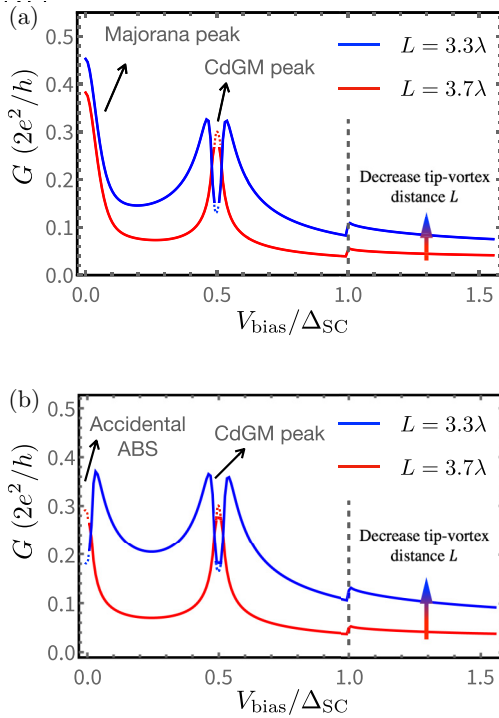 (a)
0.5
0.4
0.3
0.2
0.1
0.0
G (2e²/h)
Majorana peak
CdGM peak
L = 3.3λ
L = 3.7λ
Decrease tip-vortex
distance L
0.0
0.5
1.0
1.5
V_bias/Δ_SC
(b)
0.5
0.4
0.3
0.2
0.1
0.0
G (2e²/h)
Accidental
ABS
CdGM peak
L = 3.3λ
L = 3.7λ
Decrease tip-vortex
distance L
0.0
0.5
1.0
1.5
V_bias/Δ_SC